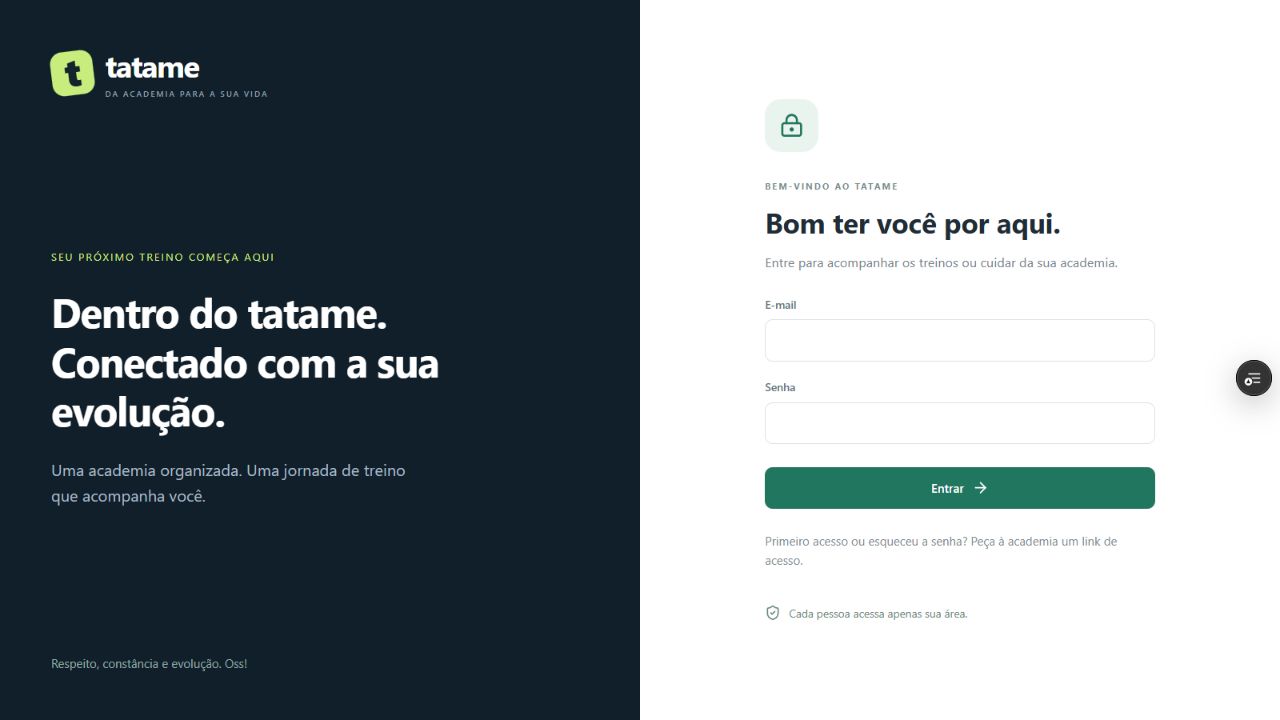 t tatame
DA ACADEMIA PARA A SUA VIDA
SEU PRÓXIMO TREINO COMEÇA AQUI
Dentro do tatame.
Conectado com a sua
evolução.
Uma academia organizada. Uma jornada de treino
que acompanha você.
Respeito, constância e evolução. Oss!
BEM-VINDO AO TATAME
Bom ter você por aqui.
Entre para acompanhar os treinos ou cuidar da sua academia.
E-mail
Senha
Entrar
Primeiro acesso ou esqueceu a senha? Peça à academia um link de
acesso.
Cada pessoa acessa apenas sua área.